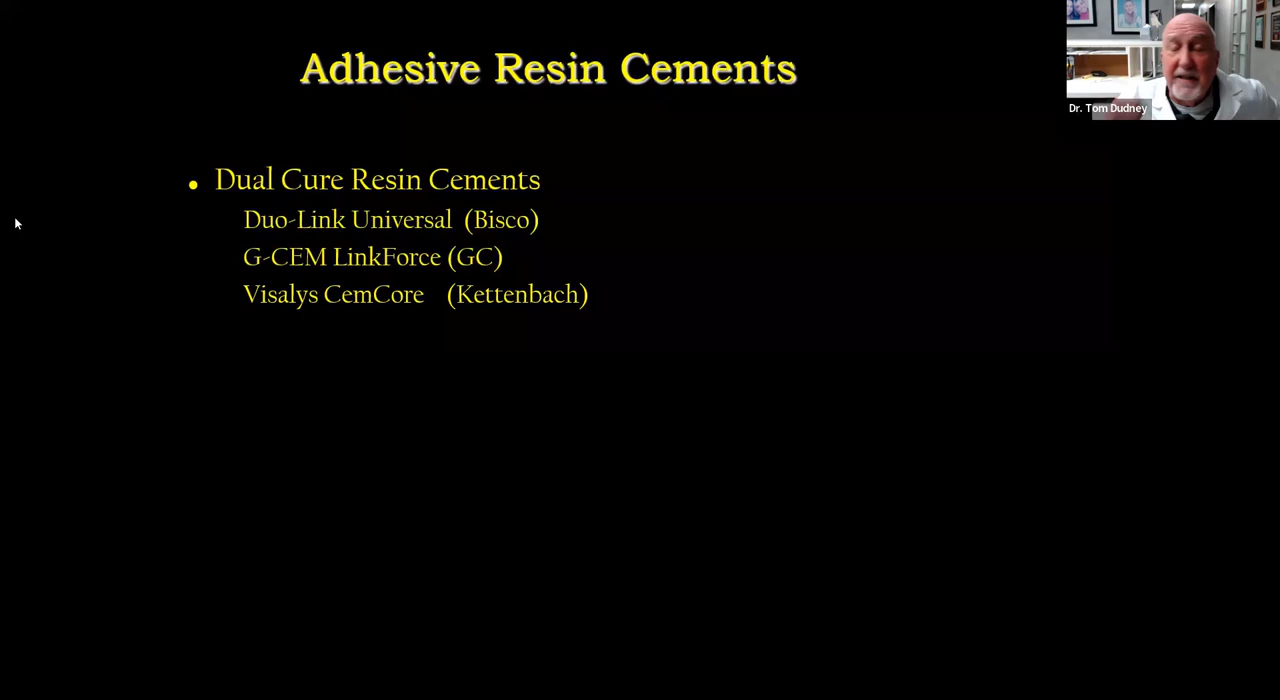 Adhesive Resin Cements
Dr. Tom Dudney
• Dual Cure Resin Cements
Duo-Link Universal (Bisco)
G-CEM LinkForce (GC)
Visalys CemCore (Kettenbach)